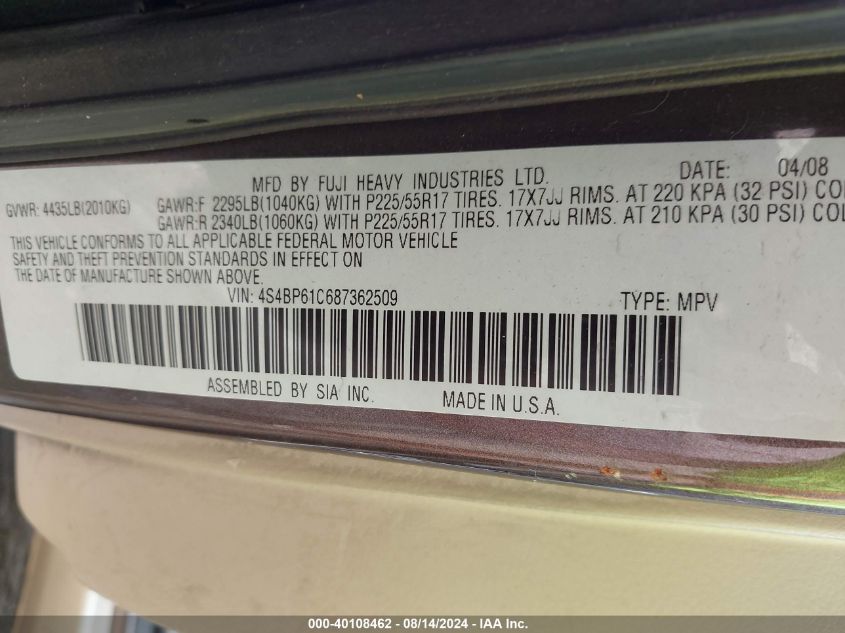 MFD BY FUJI HEAVY INDUSTRIES LTD. DATE: 04/08
GVWR: 4435LB(2010KG) GAWR:F 2295LB(1040KG) WITH P225/55R17 TIRES. 17X7JJ RIMS. AT 220 KPA (32 PSI)
GAWR:R 2340LB(1060KG) WITH P225/55R17 TIRES. 17X7JJ RIMS. AT 210 KPA (30 PSI)
THIS VEHICLE CONFORMS TO ALL APPLICABLE FEDERAL MOTOR VEHICLE
SAFETY AND THEFT PREVENTION STANDARDS IN EFFECT ON
THE DATE OF MANUFACTURE SHOWN ABOVE.
VIN: 4S4BP61C687362509 TYPE: MPV
ASSEMBLED BY SIA INC. MADE IN U.S.A.
000-40108462 - 08/14/2024 - IAA Inc.